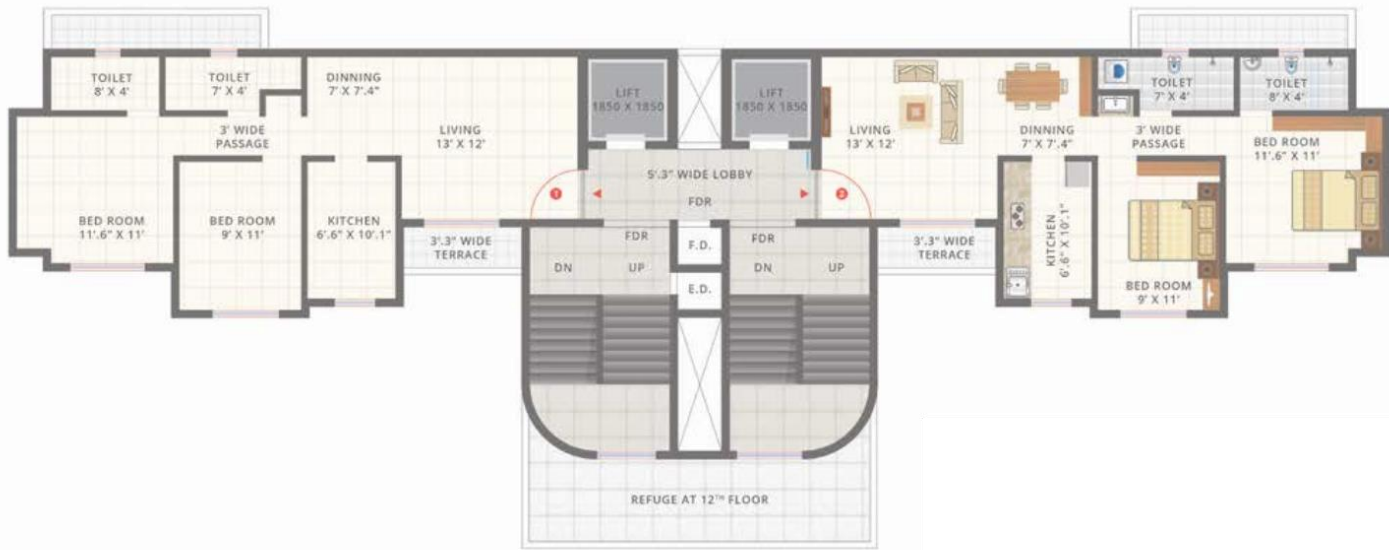 TOILET
8' X 4'
TOILET
7' X 4'
DINNING
7' X 7'.4"
3' WIDE
PASSAGE
LIVING
13' X 12'
BED ROOM
11'.6" X 11'
BED ROOM
9' X 11'
KITCHEN
6'.6" X 10'.1"
3'.3" WIDE
TERRACE
LIFT
1850 X 1850
LIFT
1850 X 1850
5'.3" WIDE LOBBY
FDR
1
2
FDR
F.D.
FDR
DN
UP
E.D.
DN
UP
REFUGE AT 12TH FLOOR
LIVING
13' X 12'
DINNING
7' X 7'.4"
TOILET
7' X 4'
TOILET
8' X 4'
3' WIDE
PASSAGE
BED ROOM
11'.6" X 11'
3'.3" WIDE
TERRACE
KITCHEN
6'.6" X 10'.1"
BED ROOM
9' X 11'